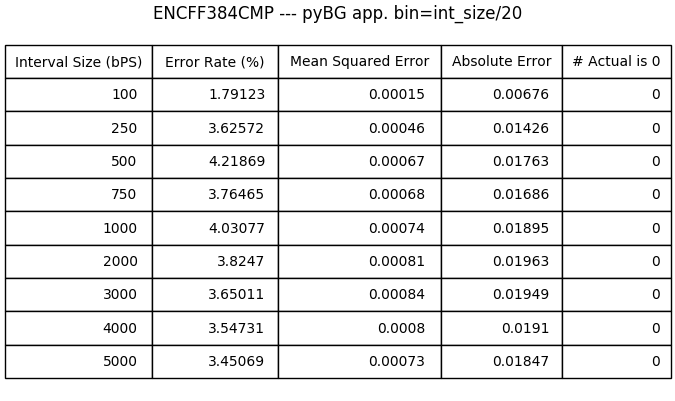 ENCFF384CMP --- pyBG app. bin=int_size/20
Interval Size (bPS) Error Rate (%) Mean Squared Error Absolute Error # Actual is 0
100 1.79123 0.00015 0.00676 0
250 3.62572 0.00046 0.01426 0
500 4.21869 0.00067 0.01763 0
750 3.76465 0.00068 0.01686 0
1000 4.03077 0.00074 0.01895 0
2000 3.8247 0.00081 0.01963 0
3000 3.65011 0.00084 0.01949 0
4000 3.54731 0.0008 0.0191 0
5000 3.45069 0.00073 0.01847 0